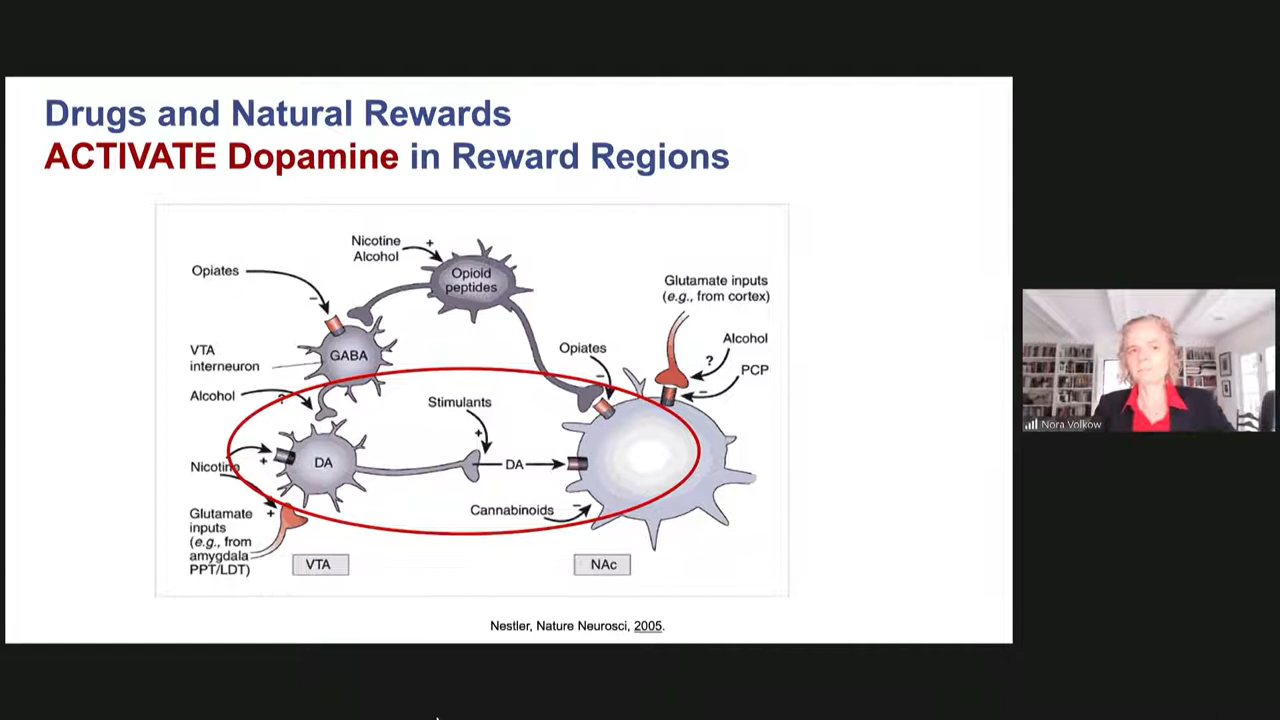 Drugs and Natural Rewards
ACTIVATE Dopamine in Reward Regions
Nicotine
Alcohol
+
Opioid
peptides
Opiates
−
Glutamate inputs
(e.g., from cortex)
GABA
VTA
interneuron
Opiates
−
Alcohol
?
PCP
−
Alcohol
?
Stimulants
+
DA
DA
Nicotine
+
Cannabinoids
−
Glutamate
inputs
(e.g., from
amygdala
PPT/LDT)
+
VTA
NAc
Nestler, Nature Neurosci, 2005.
Nora Volkow